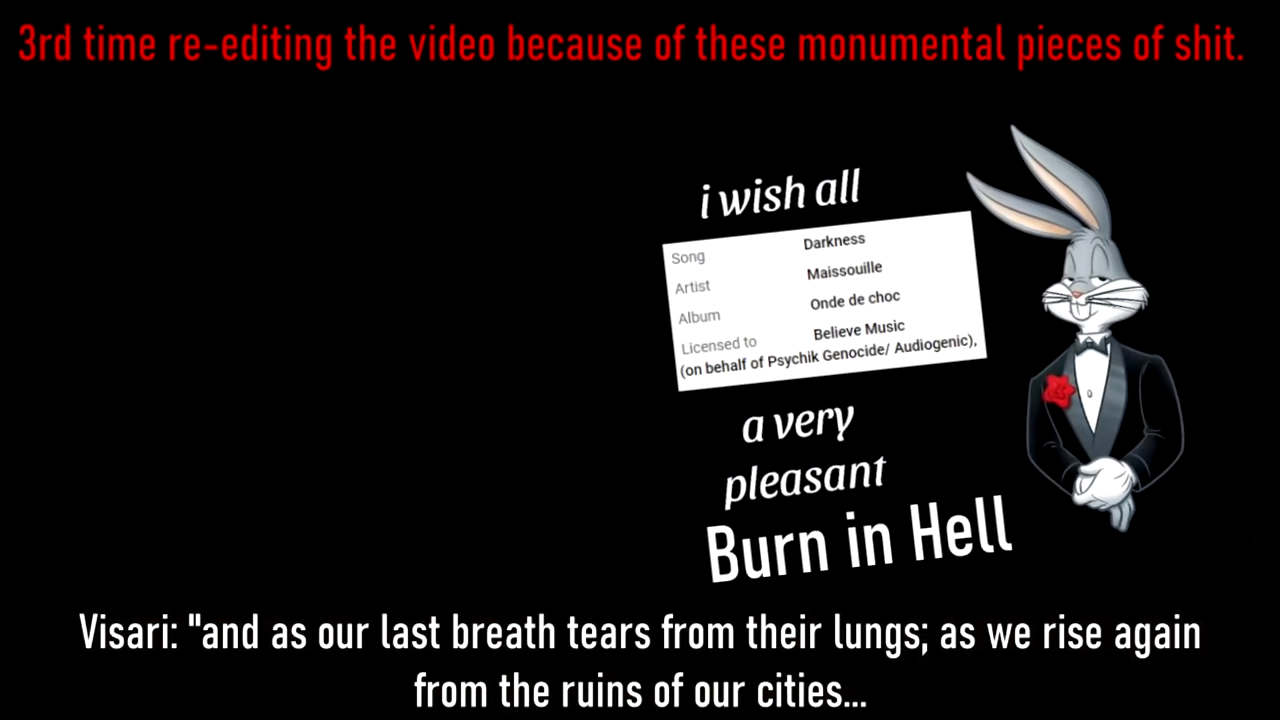 3rd time re-editing the video because of these monumental pieces of shit.
i wish all
Song Darkness
Artist Maissouille
Album Onde de choc
Licensed to Believe Music
(on behalf of Psychik Genocide/ Audiogenic),
a very
pleasant
Burn in Hell
Visari: "and as our last breath tears from their lungs; as we rise again
from the ruins of our cities...